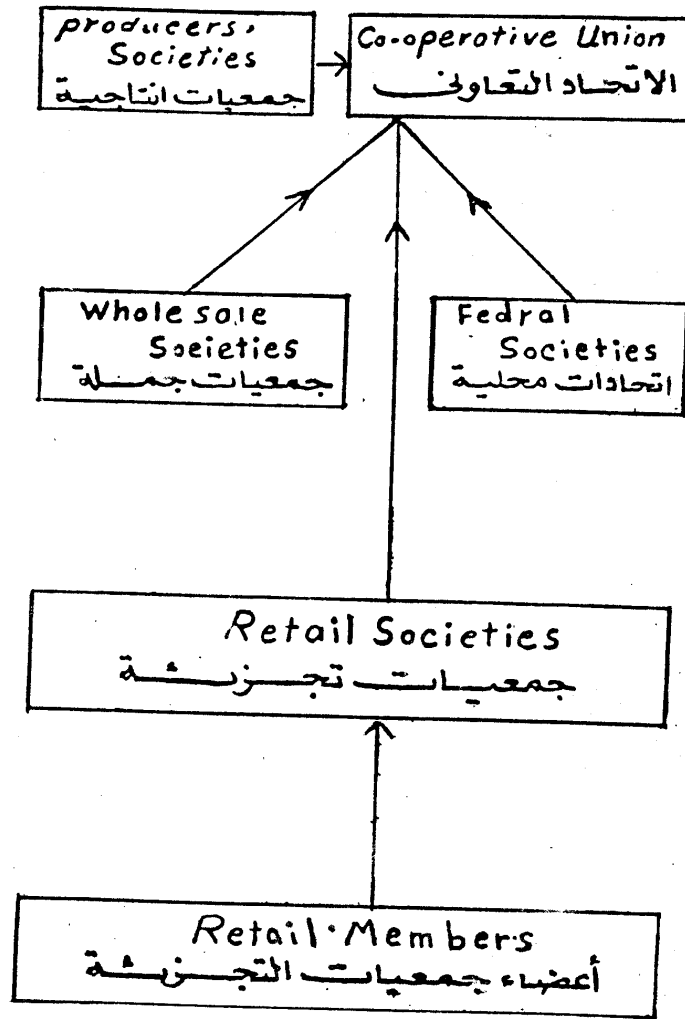 producers,
Societies
جمعيات انتاجية
Co-operative Union
الاتحاد التعاونى
Whole sale
Soeieties
جمعيات جملة
Fedral
Societies
اتحادات محلية
Retail Societies
جمعيات تجزئة
Retail Members
أعضاء جمعيات التجزئة